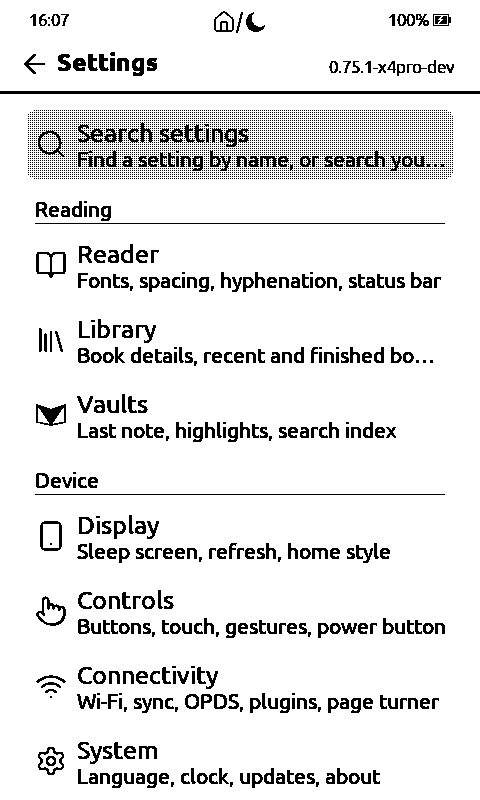 16:07
/
100%
Settings
0.75.1-x4pro-dev
Search settings
Find a setting by name, or search you...
Reading
Reader
Fonts, spacing, hyphenation, status bar
Library
Book details, recent and finished bo...
Vaults
Last note, highlights, search index
Device
Display
Sleep screen, refresh, home style
Controls
Buttons, touch, gestures, power button
Connectivity
Wi-Fi, sync, OPDS, plugins, page turner
System
Language, clock, updates, about